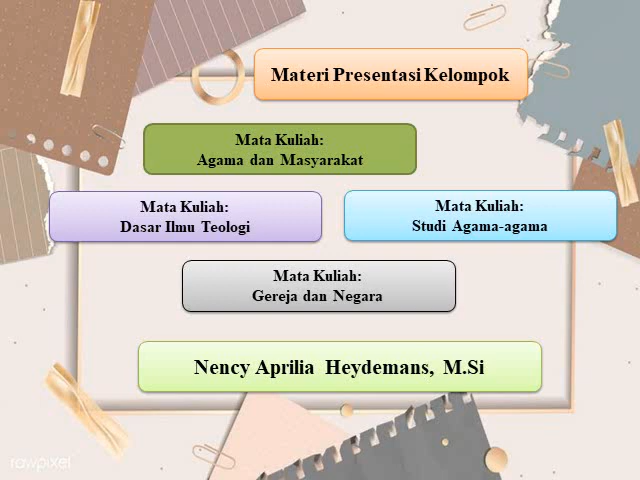 Materi Presentasi Kelompok
Mata Kuliah:
Agama dan Masyarakat
Mata Kuliah:
Dasar Ilmu Teologi
Mata Kuliah:
Studi Agama-agama
Mata Kuliah:
Gereja dan Negara
Nency Aprilia Heydemans, M.Si
rawpixel